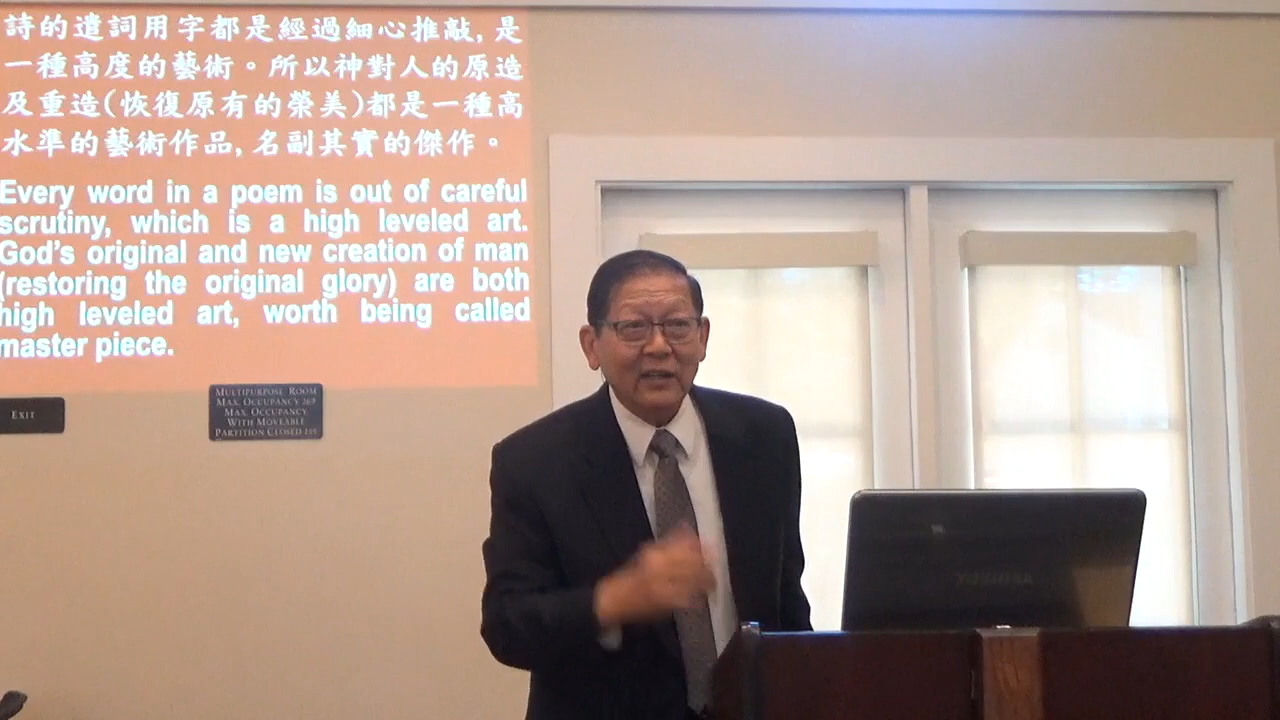 詩的遣詞用字都是經過細心推敲，是
一種高度的藝術。所以神對人的原造
及重造(恢復原有的榮美)都是一種高
水準的藝術作品，名副其實的傑作。
Every word in a poem is out of careful
scrutiny, which is a high leveled art.
God's original and new creation of man
(restoring the original glory) are both
high leveled art, worth being called
master piece.
EXIT
MULTIPURPOSE ROOM
MAX. OCCUPANCY 269
MAX. OCCUPANCY
WITH MOVEABLE
PARTITION CLOSED